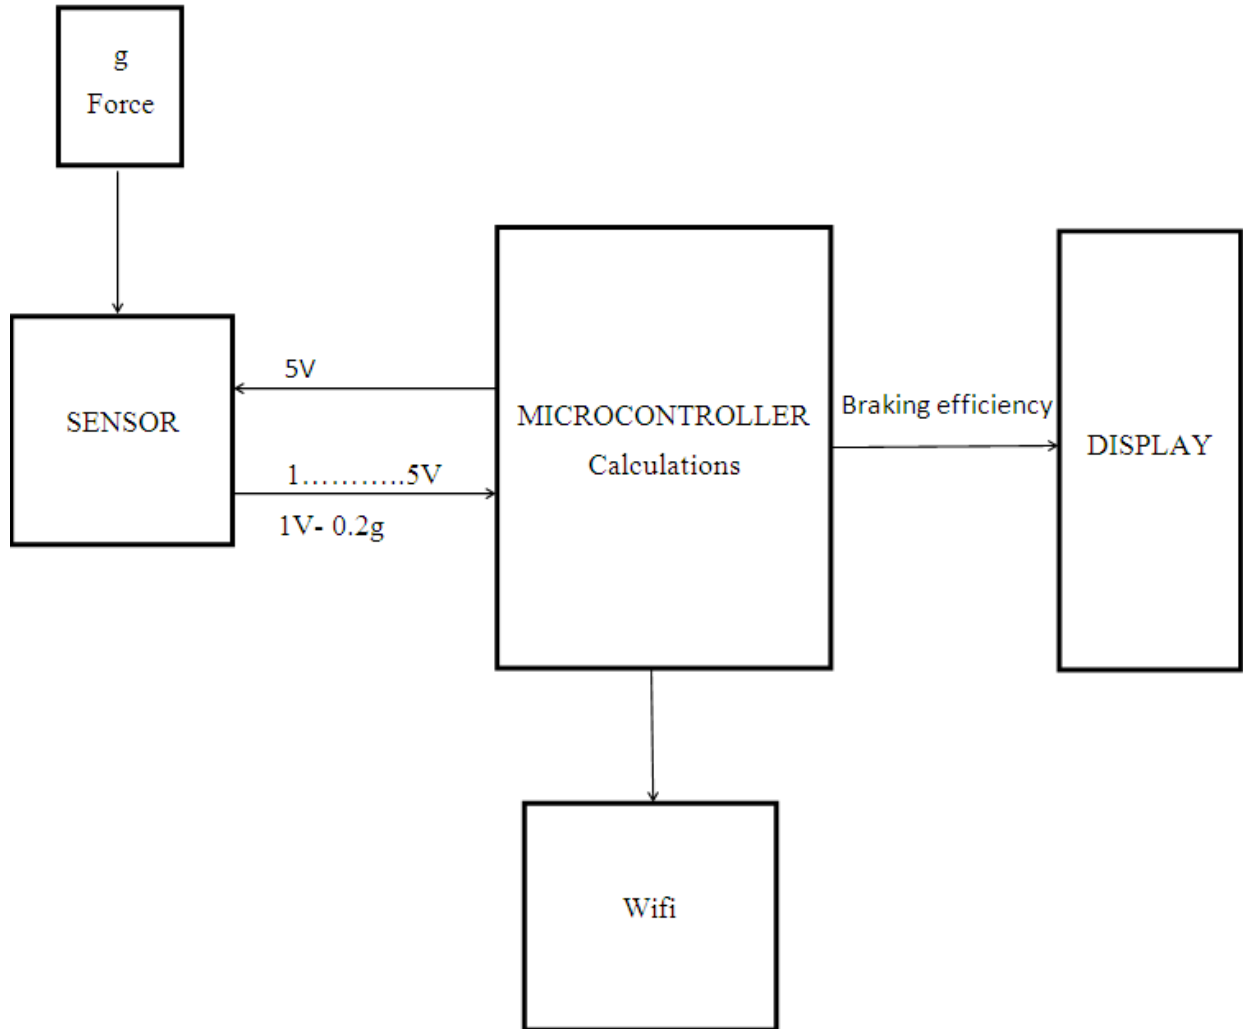 g
Force
SENSOR
5V
1...........5V
1V- 0.2g
MICROCONTROLLER
Calculations
Braking efficiency
DISPLAY
Wifi